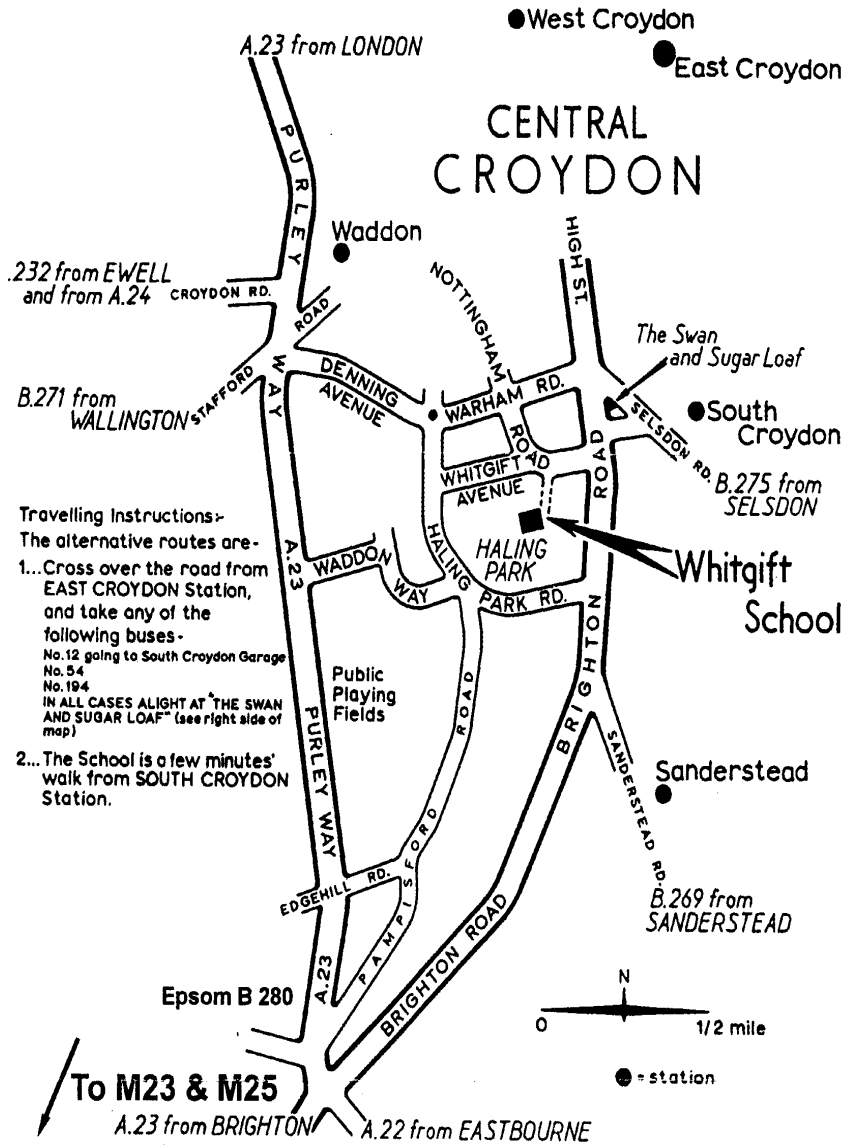 West Croydon
A.23 from LONDON
East Croydon
CENTRAL
CROYDON
PURLEY
Waddon
HIGH ST.
.232 from EWELL
and from A.24
CROYDON RD.
NOTTINGHAM
ROAD
The Swan
and Sugar Loaf
WAY
DENNING
AVENUE
WARHAM RD.
B.271 from
WALLINGTON
STAFFORD
ROAD
SELSDON RD.
South
Croydon
ROAD
WHITGIFT
AVENUE
B.275 from
SELSDON
Travelling Instructions:-
The alternative routes are-
1...Cross over the road from
EAST CROYDON Station,
and take any of the
following buses-
No.12 going to South Croydon Garage
No.54
No.194
IN ALL CASES ALIGHT AT "THE SWAN
AND SUGAR LOAF" (see right side of
map)
2...The School is a few minutes'
walk from SOUTH CROYDON
Station.
A.23
WADDON
WAY
HALING
PARK RD.
HALING
PARK
Whitgift
School
BRIGHTON
Public
Playing
Fields
ROAD
PURLEY WAY
SANDERSTEAD RD.
Sanderstead
PAMPISFORD
EDGEHILL RD.
B.269 from
SANDERSTEAD
BRIGHTON ROAD
A.23
Epsom B 280
N
0
1/2 mile
To M23 & M25
=station
A.23 from BRIGHTON
A.22 from EASTBOURNE